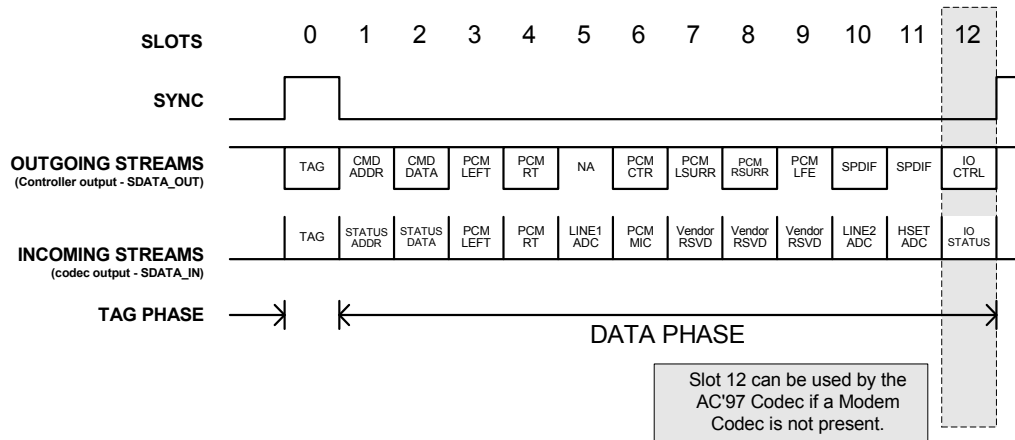 SLOTS 0 1 2 3 4 5 6 7 8 9 10 11 12
SYNC
OUTGOING STREAMS
(Controller output - SDATA_OUT)
TAG
CMD ADDR
CMD DATA
PCM LEFT
PCM RT
NA
PCM CTR
PCM LSURR
PCM RSURR
PCM LFE
SPDIF
SPDIF
IO CTRL
INCOMING STREAMS
(codec output - SDATA_IN)
TAG
STATUS ADDR
STATUS DATA
PCM LEFT
PCM RT
LINE1 ADC
PCM MIC
Vendor RSVD
Vendor RSVD
Vendor RSVD
LINE2 ADC
HSET ADC
IO STATUS
TAG PHASE
DATA PHASE
Slot 12 can be used by the
AC'97 Codec if a Modem
Codec is not present.